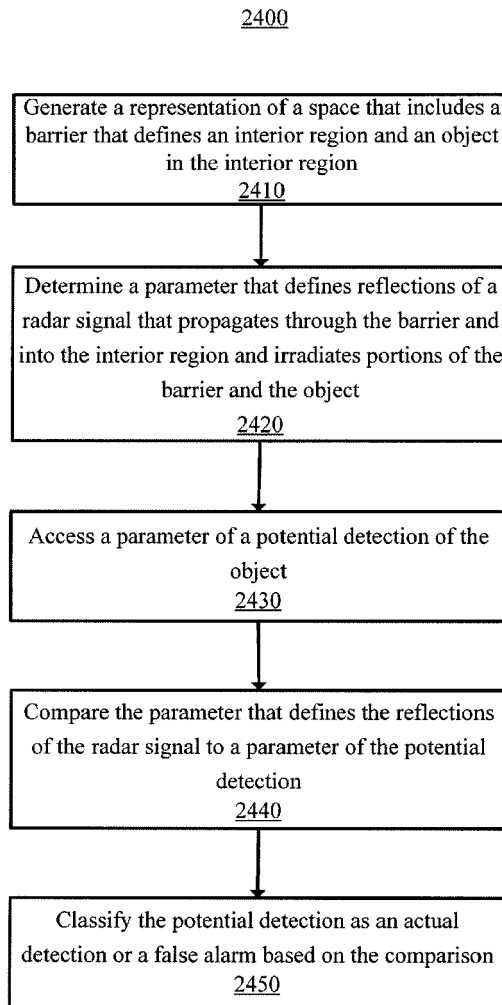 2400
Generate a representation of a space that includes a
barrier that defines an interior region and an object
in the interior region
2410
Determine a parameter that defines reflections of a
radar signal that propagates through the barrier and
into the interior region and irradiates portions of the
barrier and the object
2420
Access a parameter of a potential detection of the
object
2430
Compare the parameter that defines the reflections
of the radar signal to a parameter of the potential
detection
2440
Classify the potential detection as an actual
detection or a false alarm based on the comparison
2450